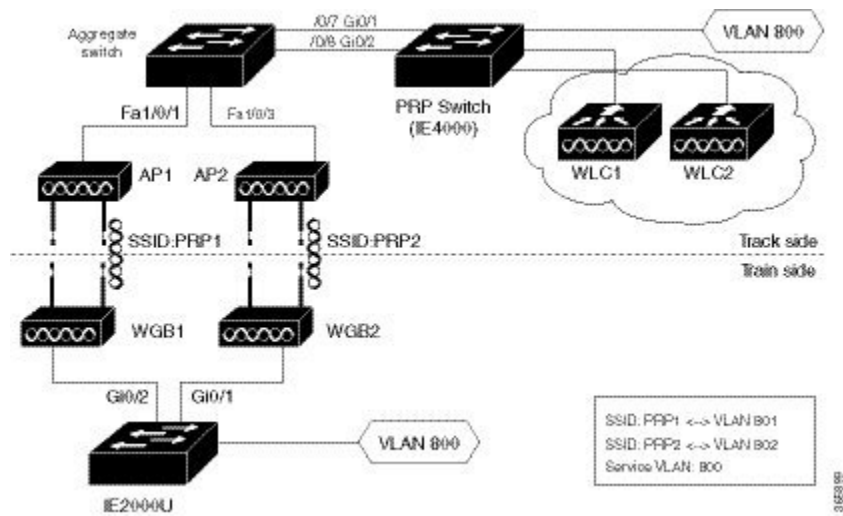 Aggregate
switch
/0/7 Gi0/1
/0/8 Gi0/2
VLAN 800
PRP Switch
(IE4000)
Fa1/0/1
Fa1/0/3
WLC1
WLC2
AP1
AP2
SSID:PRP1
SSID:PRP2
Track side
Train side
WGB1
WGB2
Gi0/2
Gi0/1
VLAN 800
IE2000U
SSID: PRP1 <--> VLAN 801
SSID: PRP2 <--> VLAN 802
Service VLAN: 800